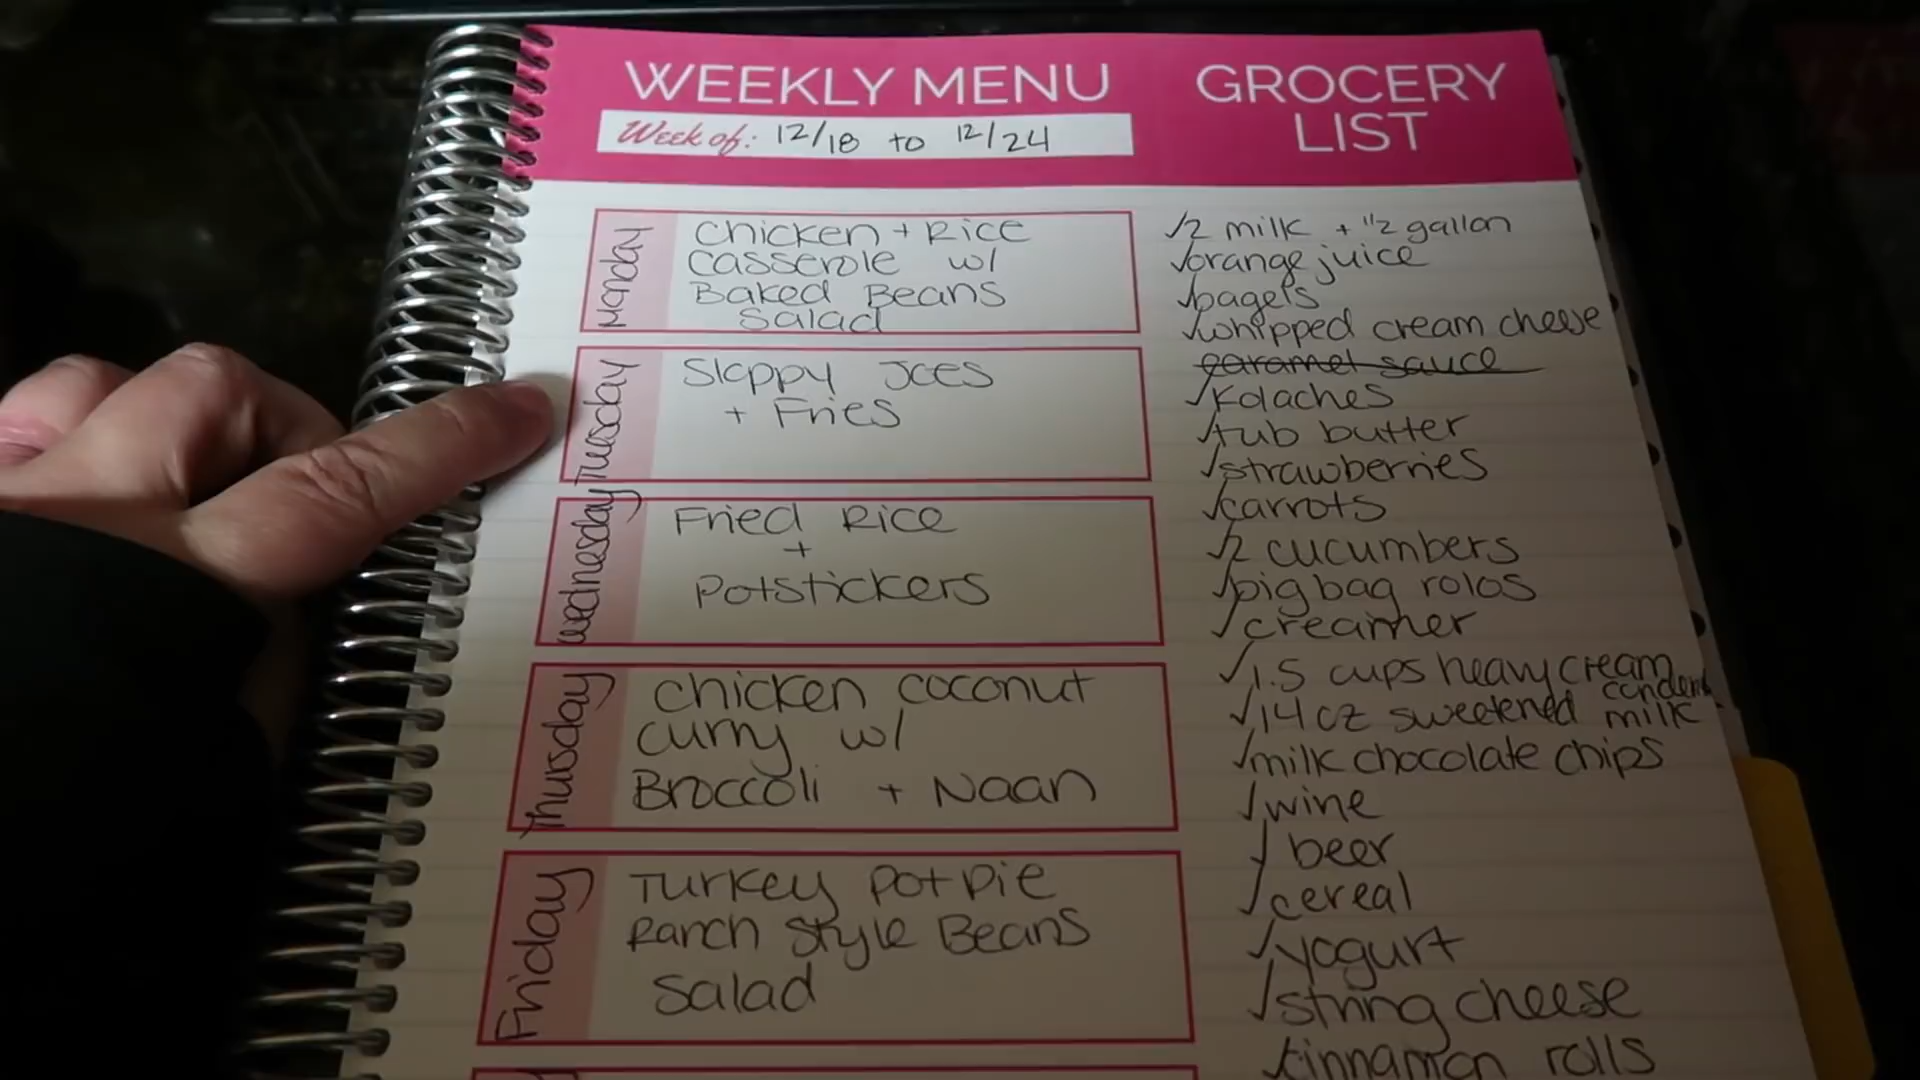 WEEKLY MENU
Week of: 12/18 to 12/24
Monday
Chicken + Rice
Casserole w/
Baked Beans
Salad
Tuesday
Sloppy Joes
+ Fries
Wednesday
Fried Rice
+
Potstickers
Thursday
Chicken Coconut
Curry w/
Broccoli + Naan
Friday
Turkey Pot Pie
Ranch Style Beans
Salad
GROCERY
LIST
√2 milk + 1/2 gallon
√orange juice
√bagels
√whipped cream cheese
caramel sauce
√Kolaches
√tub butter
√strawberries
√carrots
√2 cucumbers
√big bag rolos
√creamer
√1.5 cups heavy cream
√14 oz sweetened condens
milk
√milk chocolate chips
√wine
√beer
√cereal
√yogurt
√string cheese
√cinnamon rolls